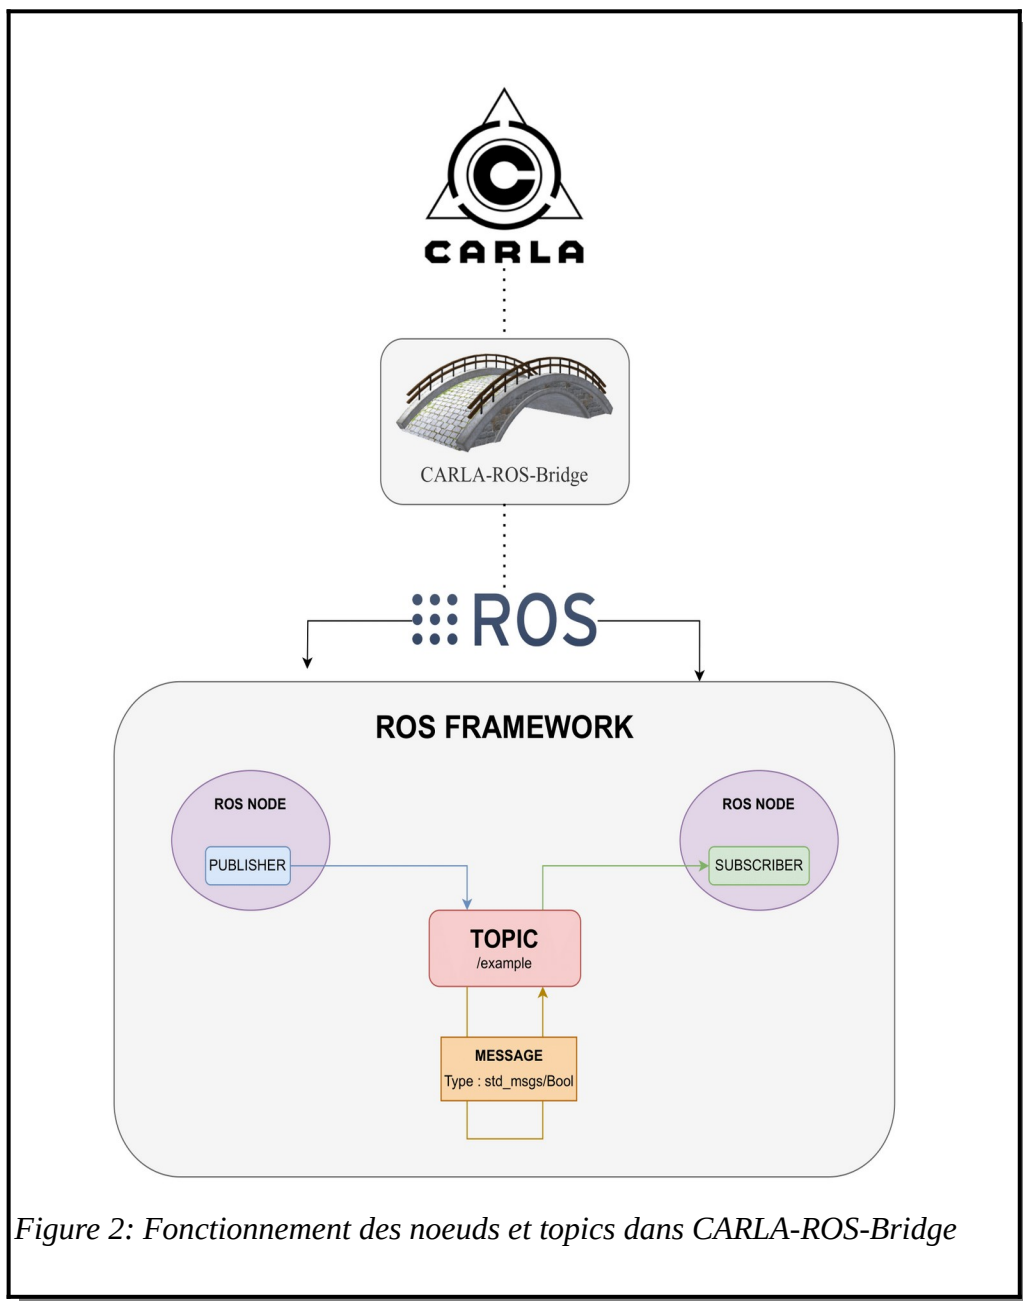 CARLA
CARLA-ROS-Bridge
ROS
ROS FRAMEWORK
ROS NODE
PUBLISHER
ROS NODE
SUBSCRIBER
TOPIC
/example
MESSAGE
Type : std_msgs/Bool
Figure 2: Fonctionnement des noeuds et topics dans CARLA-ROS-Bridge